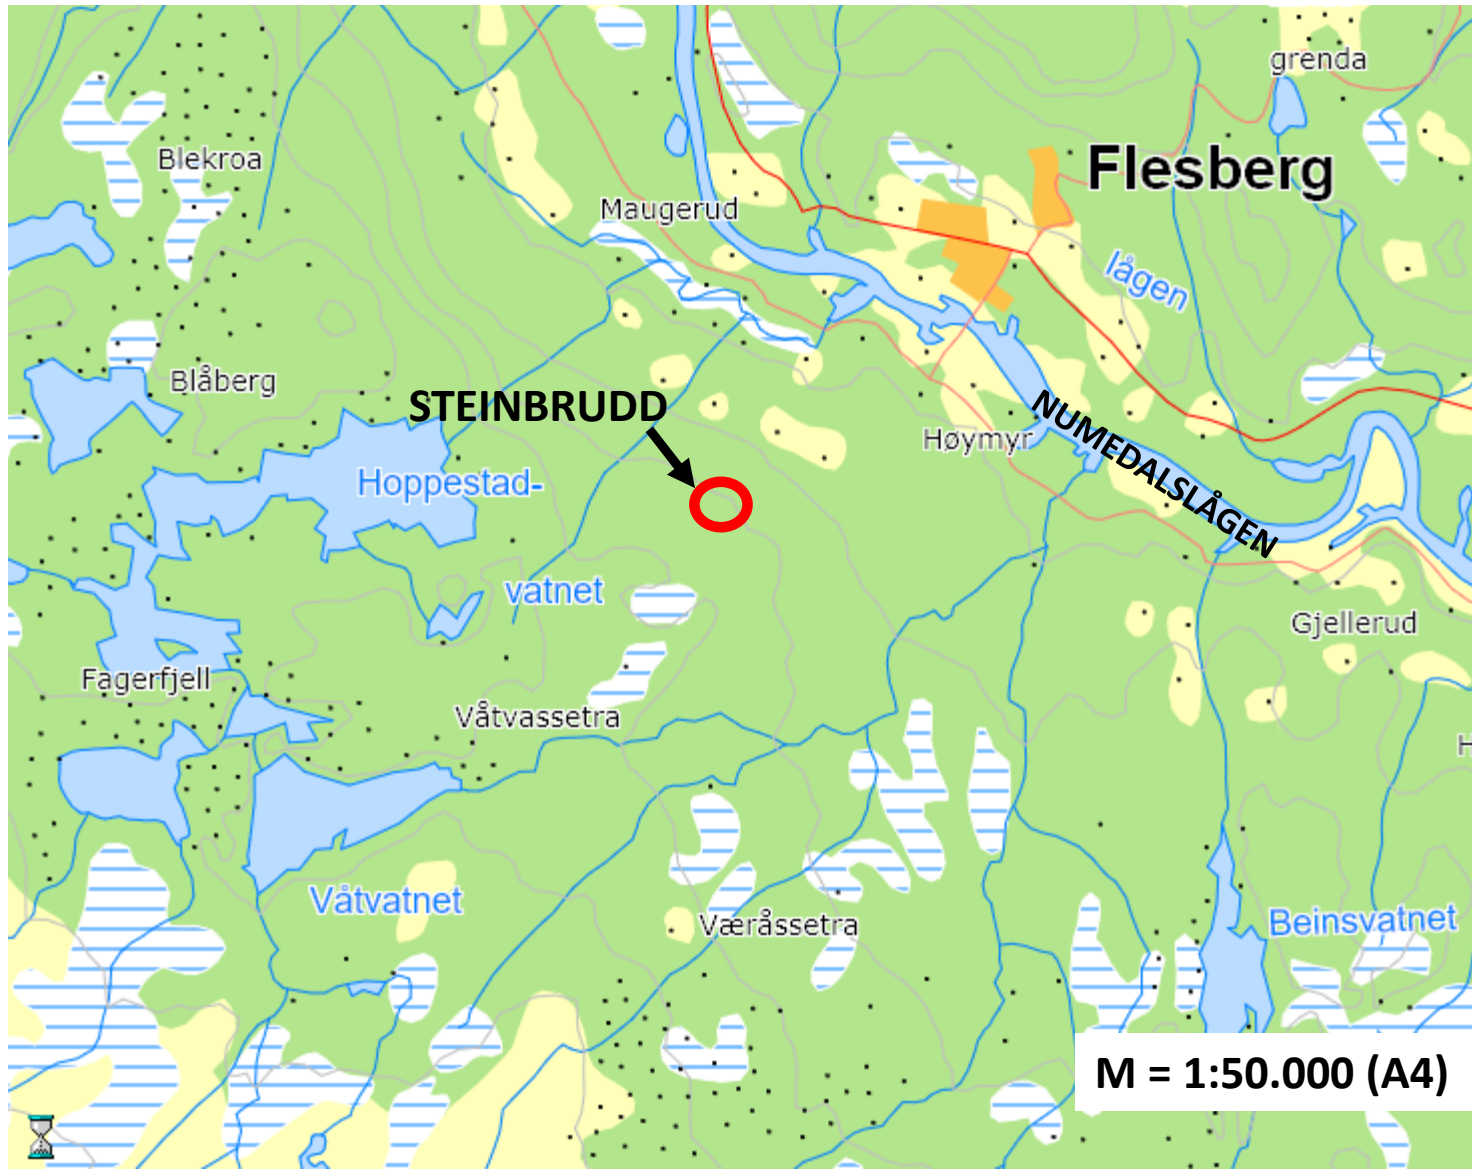 grenda
Blekroa
Flesberg
Maugerud
lågen
Blåberg
STEINBRUDD
NUMEDALSLÅGEN
Høymyr
Hoppestad-
vatnet
Gjellerud
Fagerfjell
Våtvassetra
H
Våtvatnet
Væråssetra
Beinsvatnet
M = 1:50.000 (A4)